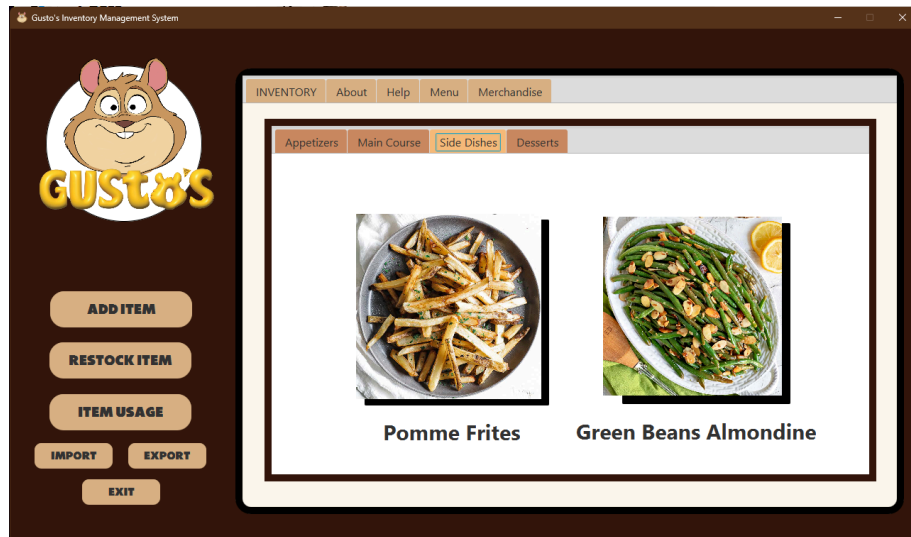 Gusto's Inventory Management System
GUSTO'S
INVENTORY About Help Menu Merchandise
Appetizers Main Course Side Dishes Desserts
ADD ITEM
RESTOCK ITEM
ITEM USAGE
IMPORT EXPORT
EXIT
Pomme Frites Green Beans Almondine